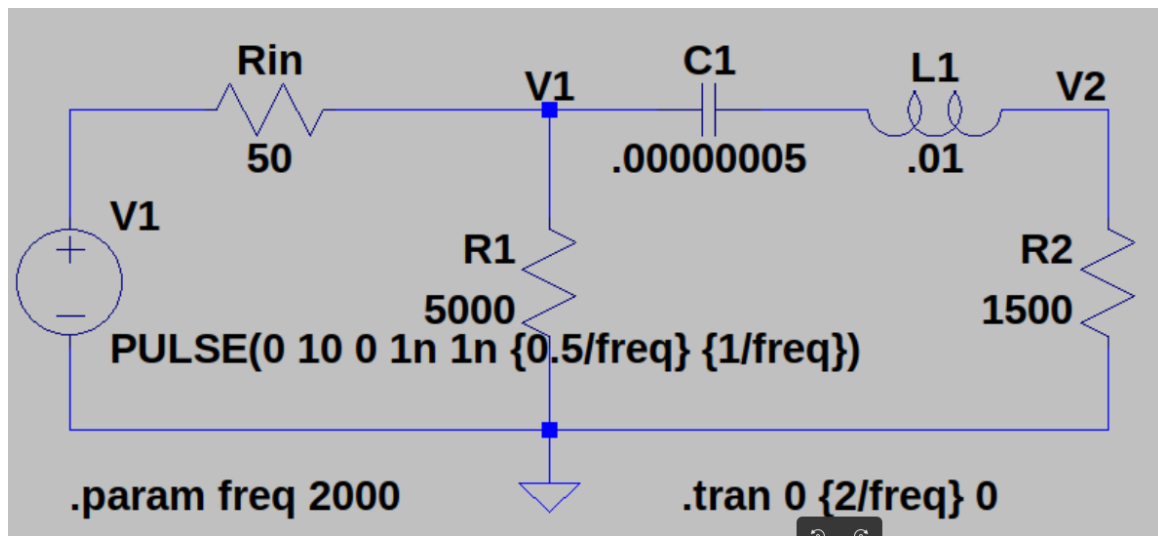 Rin
50
V1
C1
.00000005
L1
.01
V2
V1
+
−
R1
5000
R2
1500
PULSE(0 10 0 1n 1n {0.5/freq} {1/freq})
.param freq 2000
.tran 0 {2/freq} 0